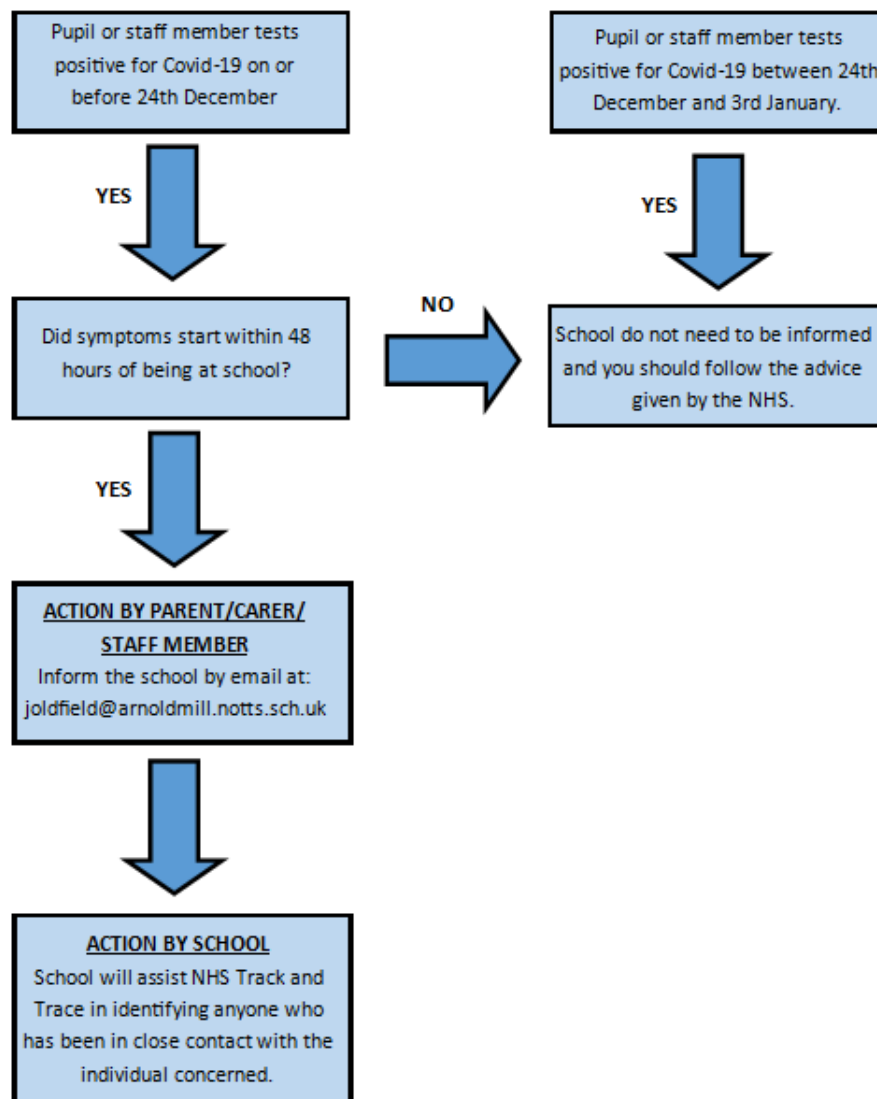 Pupil or staff member tests
positive for Covid-19 on or
before 24th December
Pupil or staff member tests
positive for Covid-19 between 24th
December and 3rd January.
YES
YES
Did symptoms start within 48
hours of being at school?
NO
School do not need to be informed
and you should follow the advice
given by the NHS.
YES
ACTION BY PARENT/CARER/
STAFF MEMBER
Inform the school by email at:
joldfield@arnoldmill.notts.sch.uk
ACTION BY SCHOOL
School will assist NHS Track and
Trace in identifying anyone who
has been in close contact with the
individual concerned.